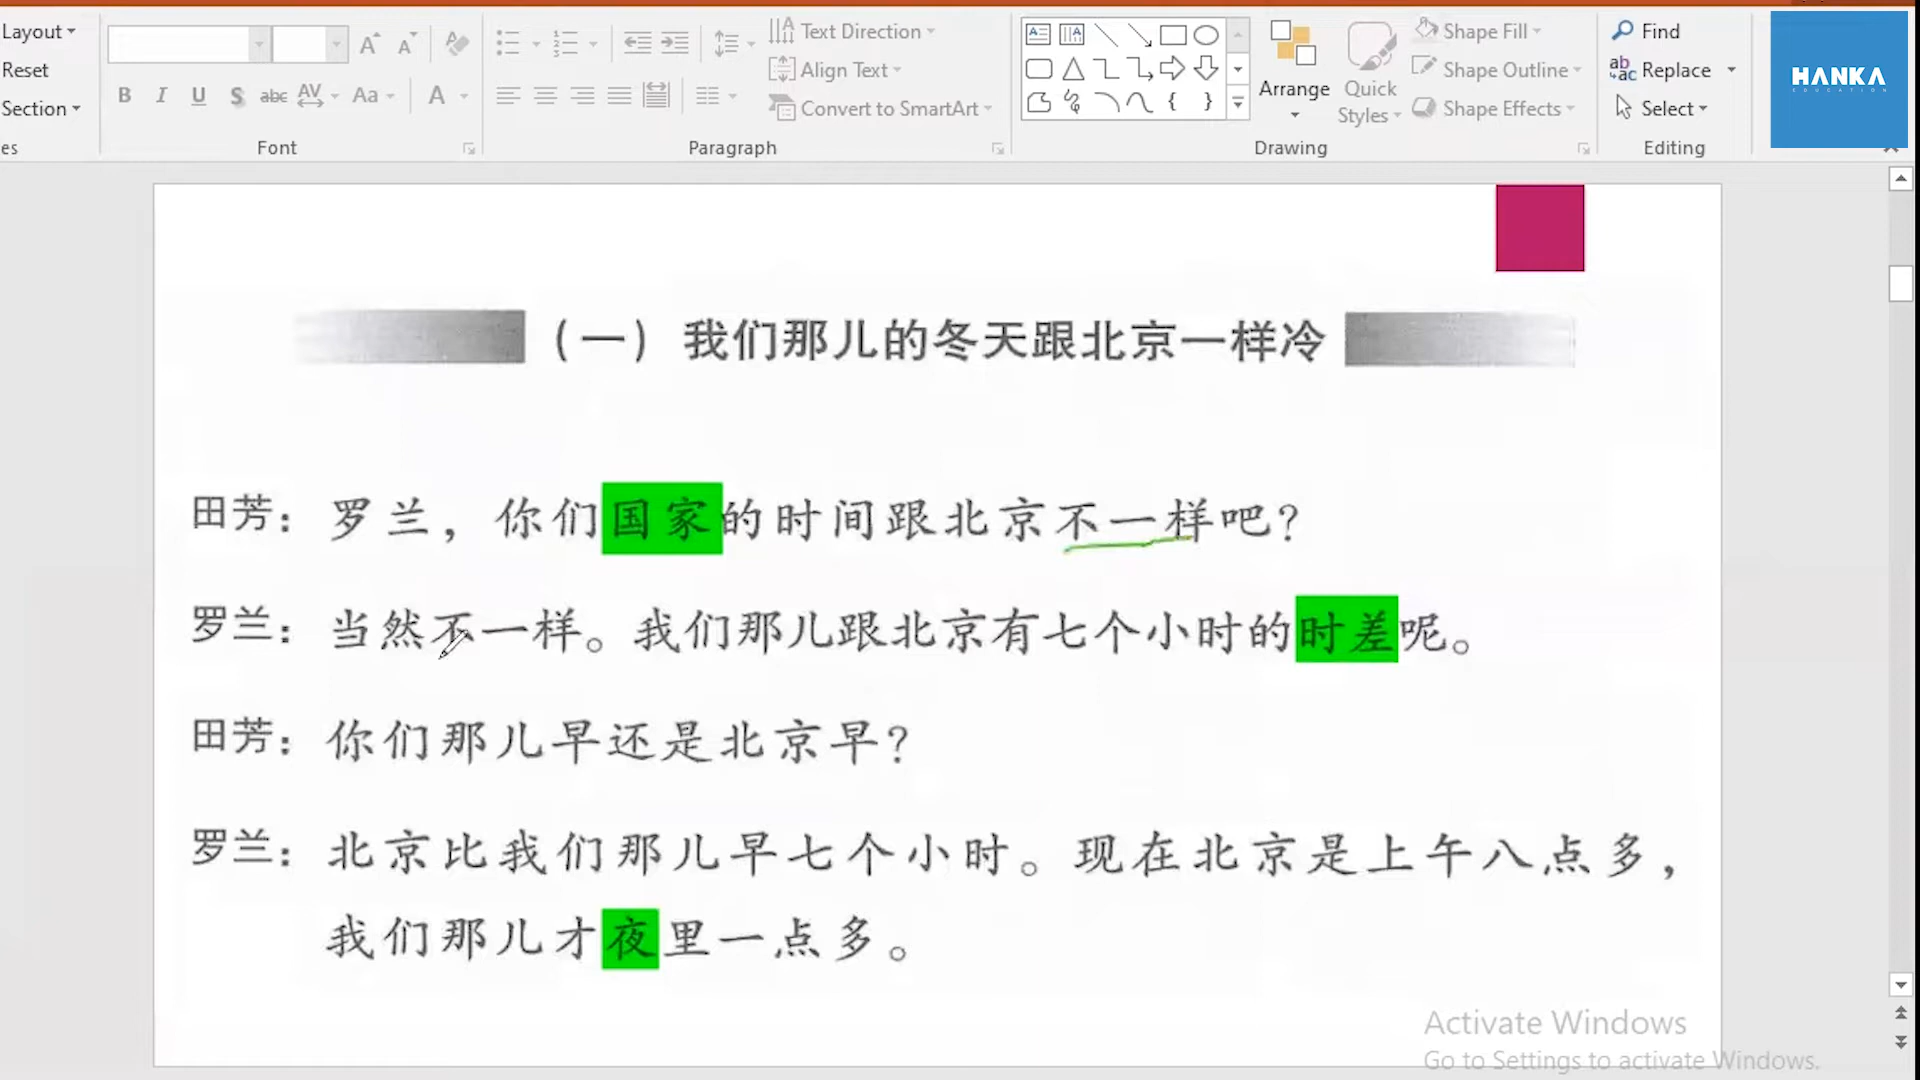 Layout
Text Direction
Shape Fill
Find
Reset
Align Text
Shape Outline
Replace
Arrange
Quick Styles
Section
B I U S abc AV Aa A
Convert to SmartArt
Shape Effects
Select
es
Font
Paragraph
Drawing
Editing
HANKA
EDUCATION
（一）我们那儿的冬天跟北京一样冷
田芳：罗兰，你们国家的时间跟北京不一样吧？
罗兰：当然不一样。我们那儿跟北京有七个小时的时差呢。
田芳：你们那儿早还是北京早？
罗兰：北京比我们那儿早七个小时。现在北京是上午八点多，
我们那儿才夜里一点多。
Activate Windows
Go to Settings to activate Windows.